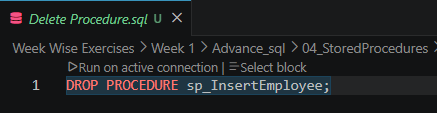 Delete Procedure.sql U ×
Week Wise Exercises > Week 1 > Advance_sql > 04_StoredProcedures >
▷Run on active connection | Select block
1 DROP PROCEDURE sp_InsertEmployee;